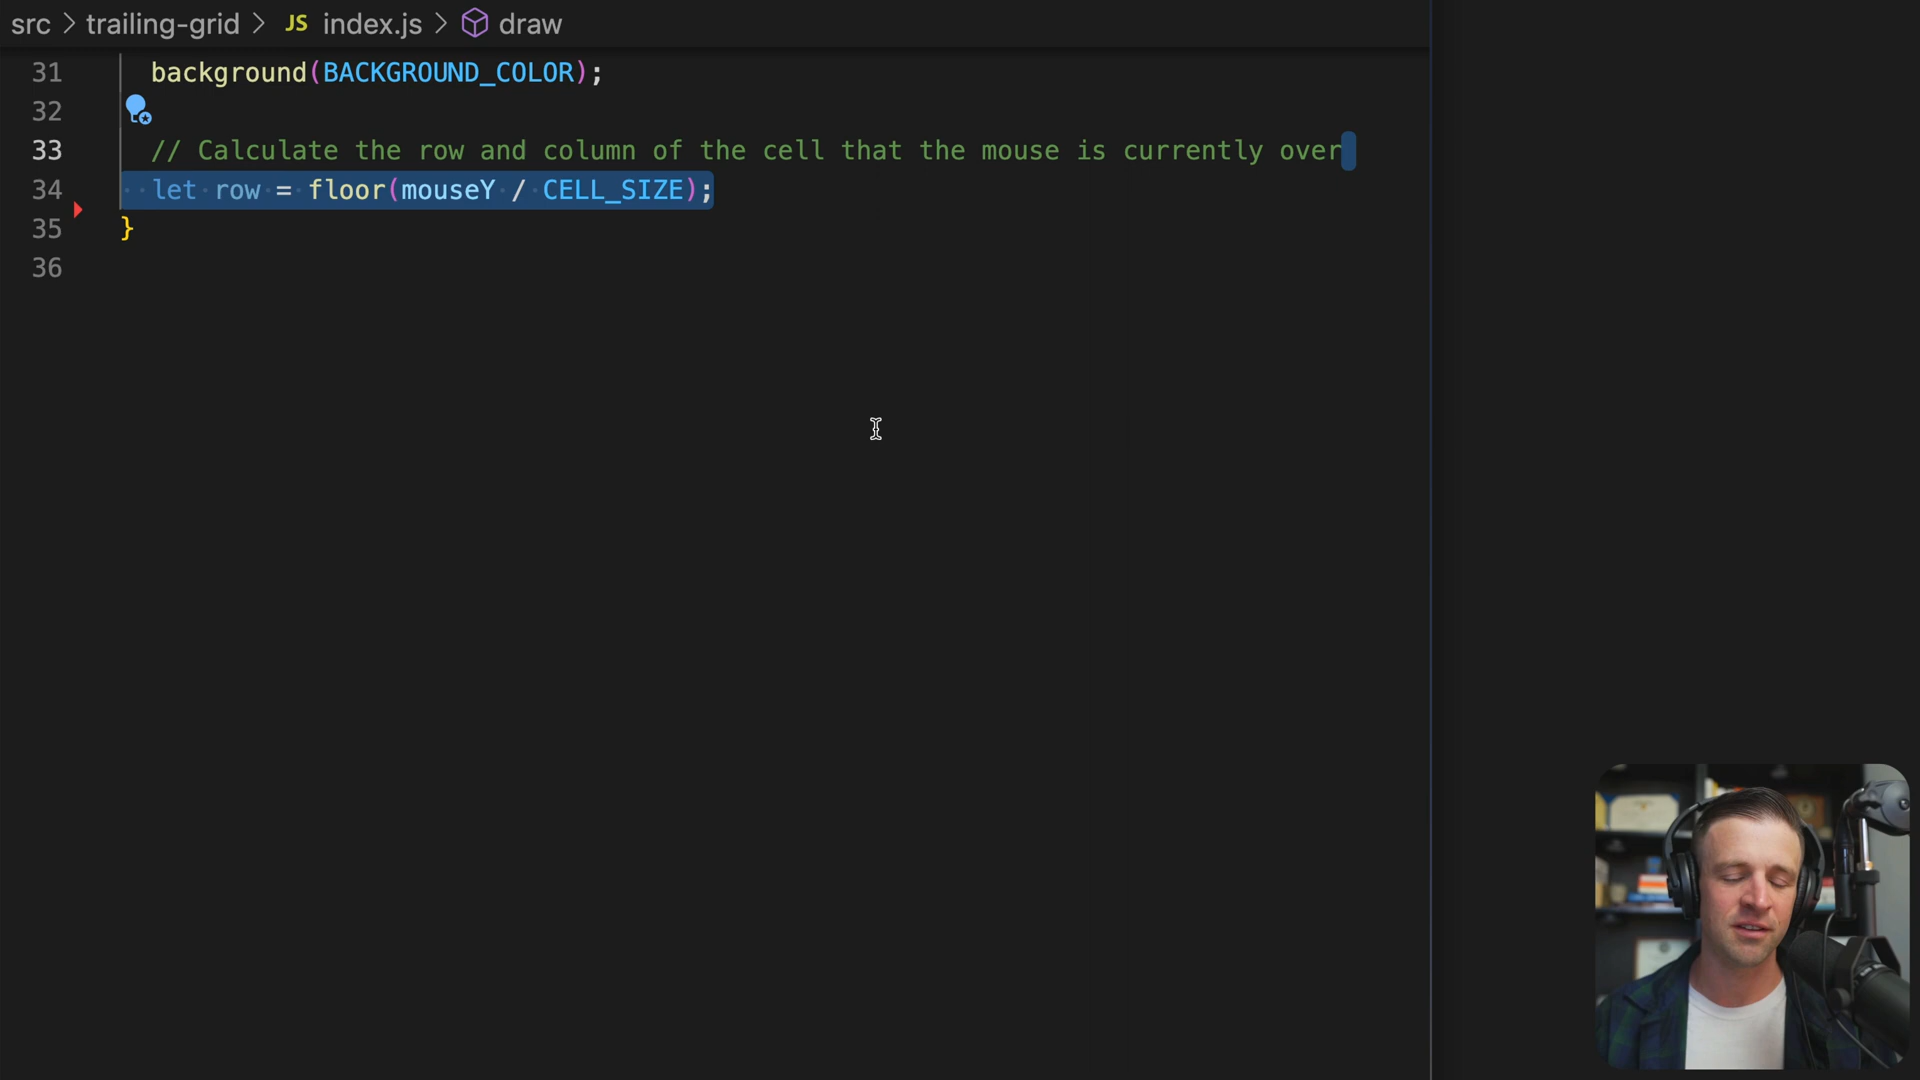 src > trailing-grid > JS index.js > draw
31 background(BACKGROUND_COLOR);
32
33 // Calculate the row and column of the cell that the mouse is currently over
34 let row = floor(mouseY / CELL_SIZE);
35 }
36